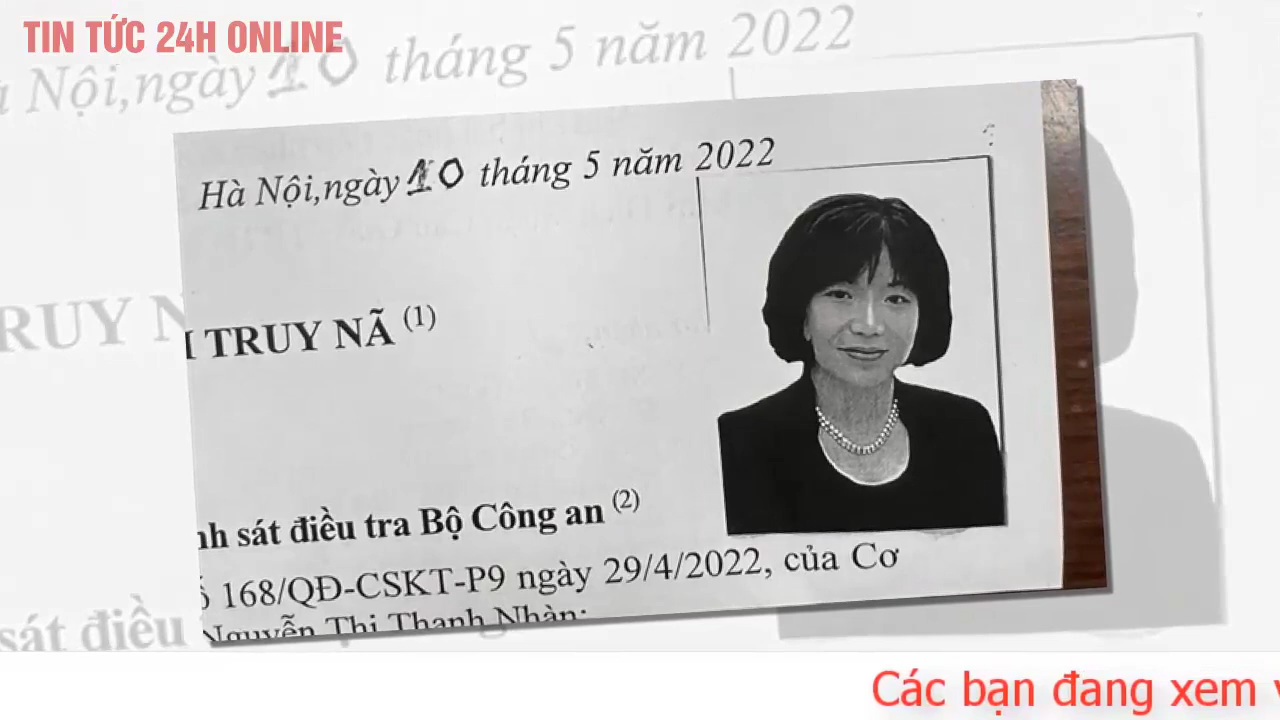 TIN TỨC 24H ONLINE
Nội,ngày 10 tháng 5 năm 2022
Hà Nội,ngày 10 tháng 5 năm 2022
TRUY NÃ (1)
RUY N
sát điều tra Bộ Công an (2)
168/QĐ-CSKT-P9 ngày 29/4/2022, của Cơ
Nguyễn Thị Thanh Nhàn:
sát điều
Các bạn đang xem